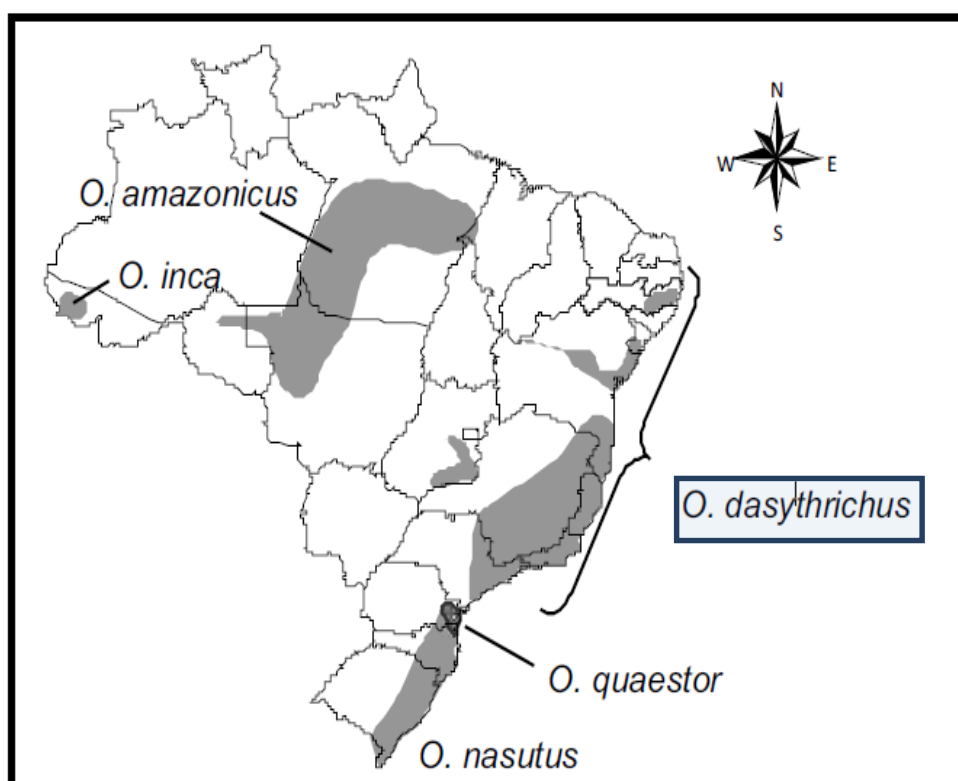 N
W E
S
O. amazonicus
O. inca
O. dasythrichus
O. quaestor
O. nasutus